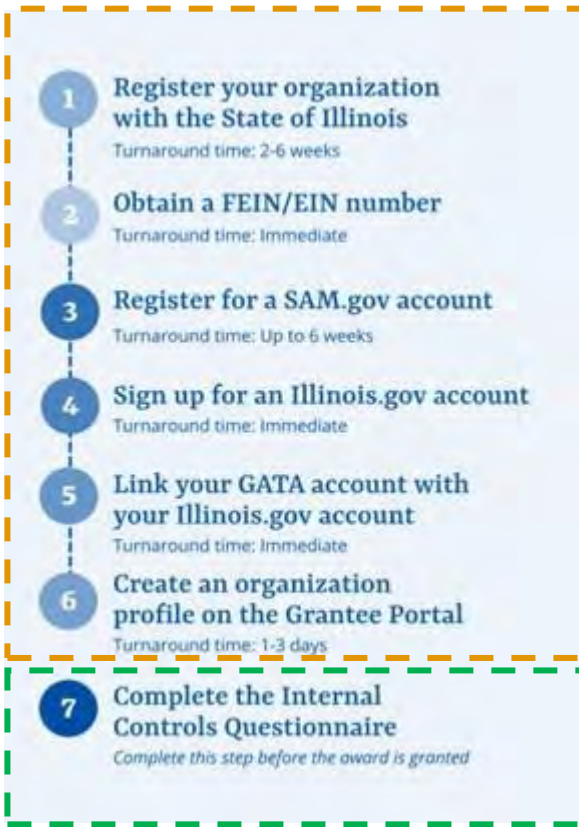 1
Register your organization
with the State of Illinois
Turnaround time: 2-6 weeks
2
Obtain a FEIN/EIN number
Turnaround time: Immediate
3
Register for a SAM.gov account
Turnaround time: Up to 6 weeks
4
Sign up for an Illinois.gov account
Turnaround time: Immediate
5
Link your GATA account with
your Illinois.gov account
Turnaround time: Immediate
6
Create an organization
profile on the Grantee Portal
Turnaround time: 1-3 days
7
Complete the Internal
Controls Questionnaire
Complete this step before the award is granted